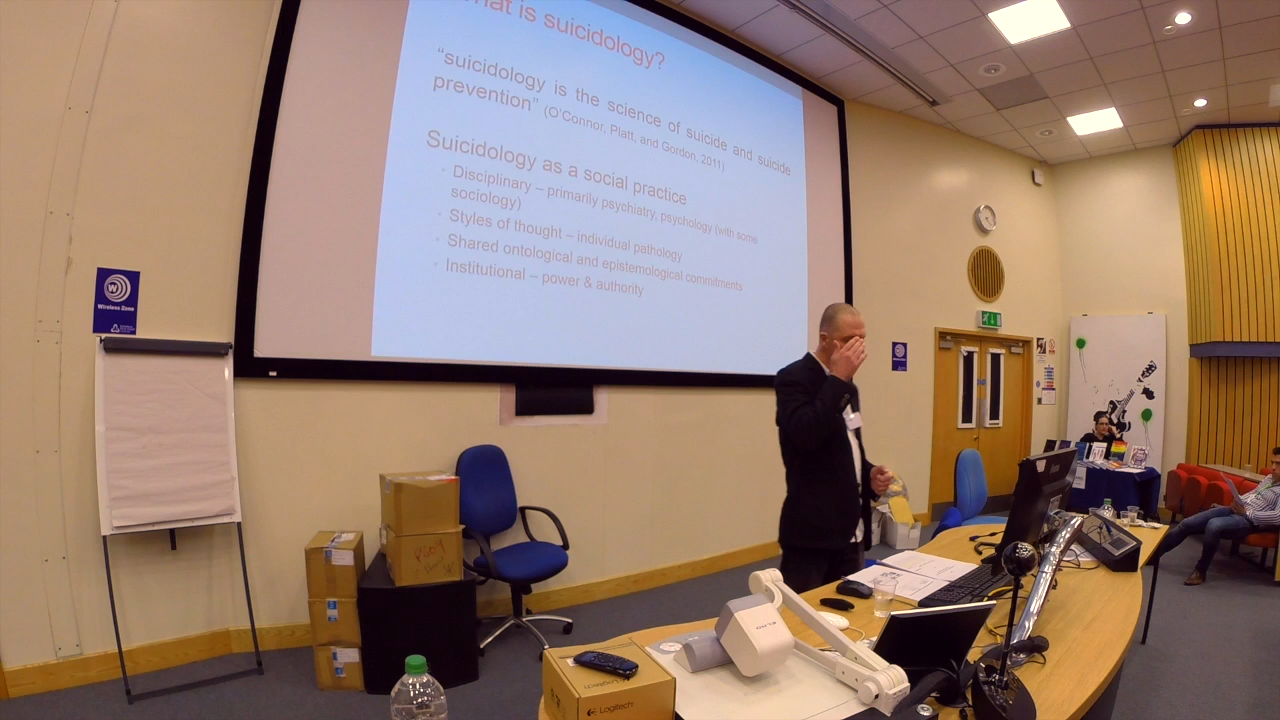 What is suicidology?
“suicidology is the science of suicide and suicide
prevention” (O’Connor, Platt, and Gordon, 2011)
Suicidology as a social practice
Disciplinary – primarily psychiatry, psychology (with some
sociology)
Styles of thought – individual pathology
Shared ontological and epistemological commitments
Institutional – power & authority
W
Wireless Zone
ELMO
Logitech